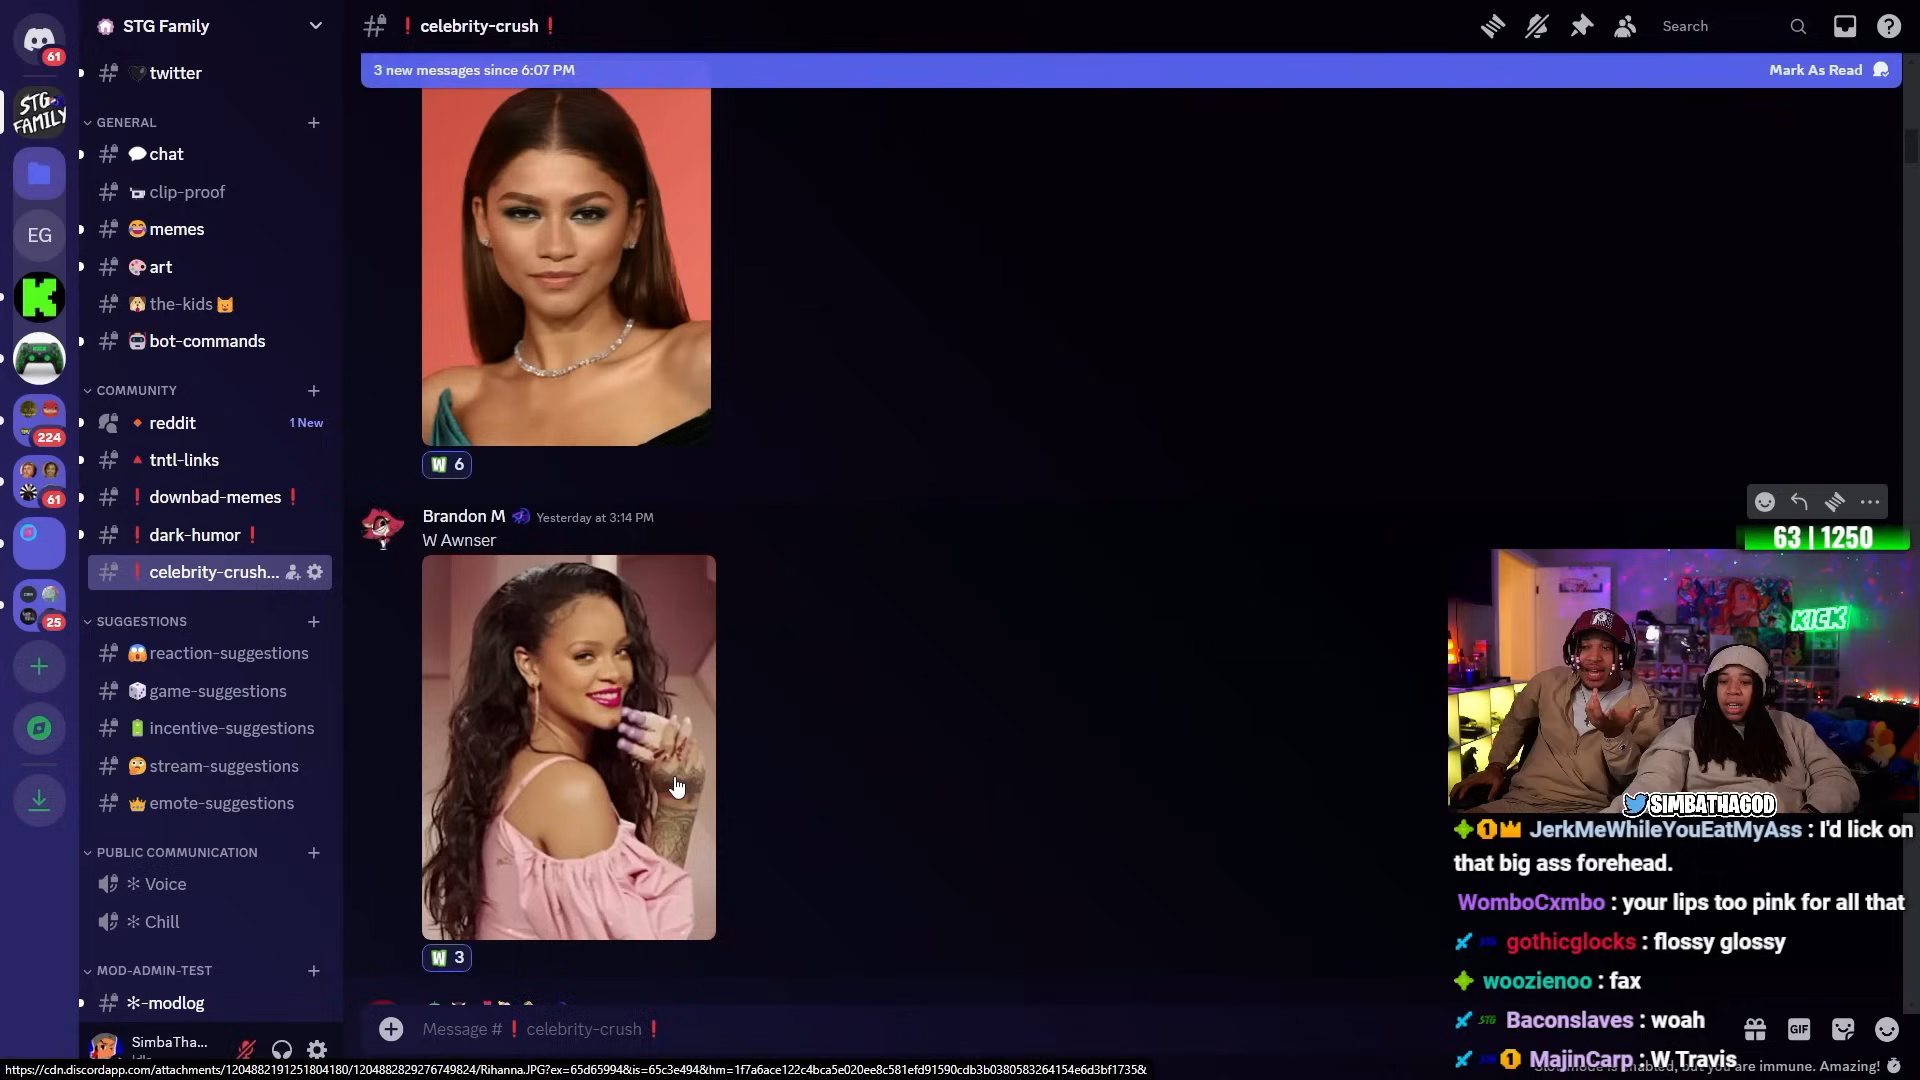 61
STG Family
twitter
STG
FAMILY
GENERAL
chat
clip-proof
memes
EG
art
the-kids
bot-commands
COMMUNITY
reddit
1 New
224
tntl-links
61
downbad-memes
dark-humor
celebrity-crush...
25
SUGGESTIONS
reaction-suggestions
game-suggestions
incentive-suggestions
stream-suggestions
emote-suggestions
PUBLIC COMMUNICATION
Voice
Chill
MOD-ADMIN-TEST
-modlog
SimbaTha...
celebrity-crush
Search
3 new messages since 6:07 PM
Mark As Read
W 6
Brandon M Yesterday at 3:14 PM
W Awnser
W 3
Message # celebrity-crush
GIF
63 | 1250
KICK
SIMBATHAGOD
JerkMeWhileYouEatMyAss : I'd lick on
that big ass forehead.
WomboCxmbo : your lips too pink for all that
gothicglocks : flossy glossy
woozienoo : fax
STG Baconslaves : woah
1 MajinCarp : W Travis
you are immune. Amazing!
https://cdn.discordapp.com/attachments/1204882191251804180/1204882829276749824/Rihanna.JPG?ex=65d65994&is=65c3e494&hm=1f7a6ace122c4bca5e020ee8c581efd91590cdb3b0380583264154e6d3bf1735&